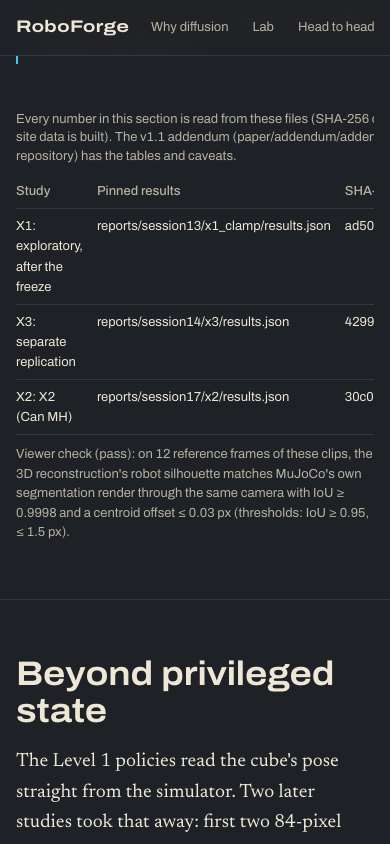 RoboForge Why diffusion Lab Head to head
Every number in this section is read from these files (SHA-256
site data is built). The v1.1 addendum (paper/addendum/adden
repository) has the tables and caveats.
Study Pinned results SHA-
X1: reports/session13/x1_clamp/results.json ad50
exploratory,
after the
freeze
X3: reports/session14/x3/results.json 4299
separate
replication
X2: X2 reports/session17/x2/results.json 30c0
(Can MH)
Viewer check (pass): on 12 reference frames of these clips, the
3D reconstruction's robot silhouette matches MuJoCo's own
segmentation render through the same camera with IoU ≥
0.9998 and a centroid offset ≤ 0.03 px (thresholds: IoU ≥ 0.95,
≤ 1.5 px).
Beyond privileged
state
The Level 1 policies read the cube's pose
straight from the simulator. Two later
studies took that away: first two 84-pixel